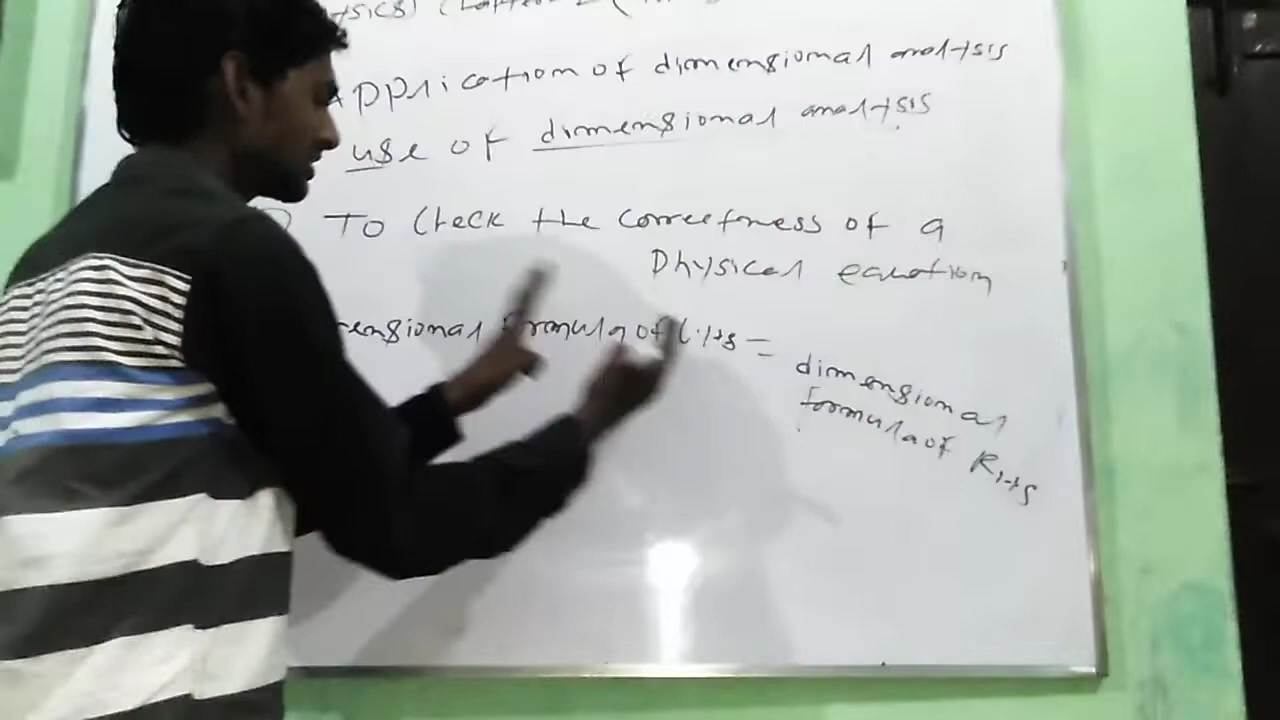 Application of dimensional analysis
use of dimensional analysis
To Check the correctness of a
Physical equation
formula of L.H.S =
dimensional
formula of R.H.S